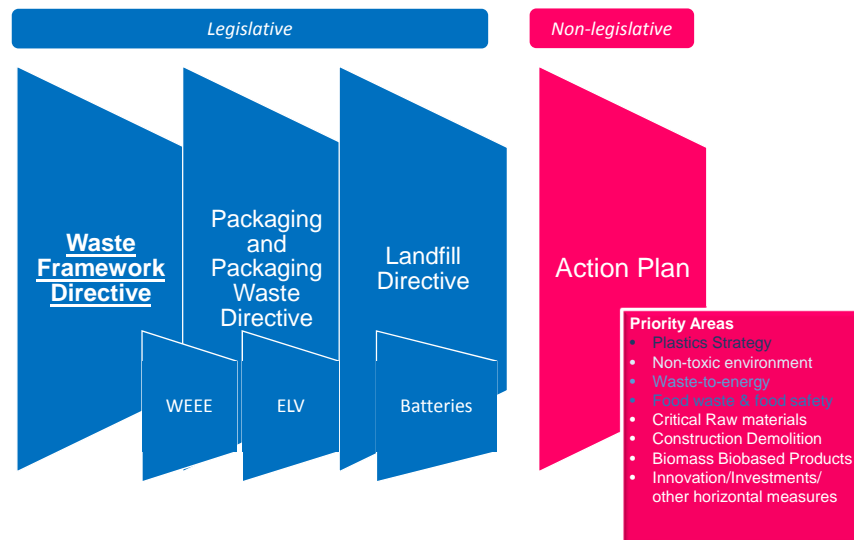 Legislative
Non-legislative
Waste
Framework
Directive
Packaging
and
Packaging
Waste
Directive
Landfill
Directive
Action Plan
WEEE
ELV
Batteries
Priority Areas
• Plastics Strategy
• Non-toxic environment
• Waste-to-energy
• Food waste & food safety
• Critical Raw materials
• Construction Demolition
• Biomass Biobased Products
• Innovation/Investments/
other horizontal measures